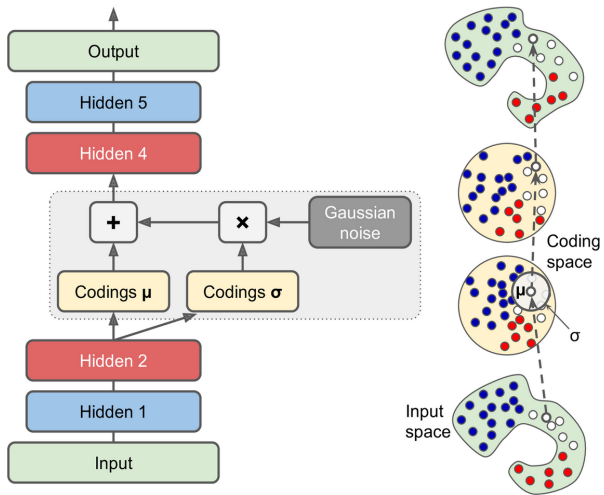 Output
Hidden 5
Hidden 4
+
×
Gaussian
noise
Codings μ
Codings σ
Hidden 2
Hidden 1
Input
Coding
space
μ
σ
Input
space